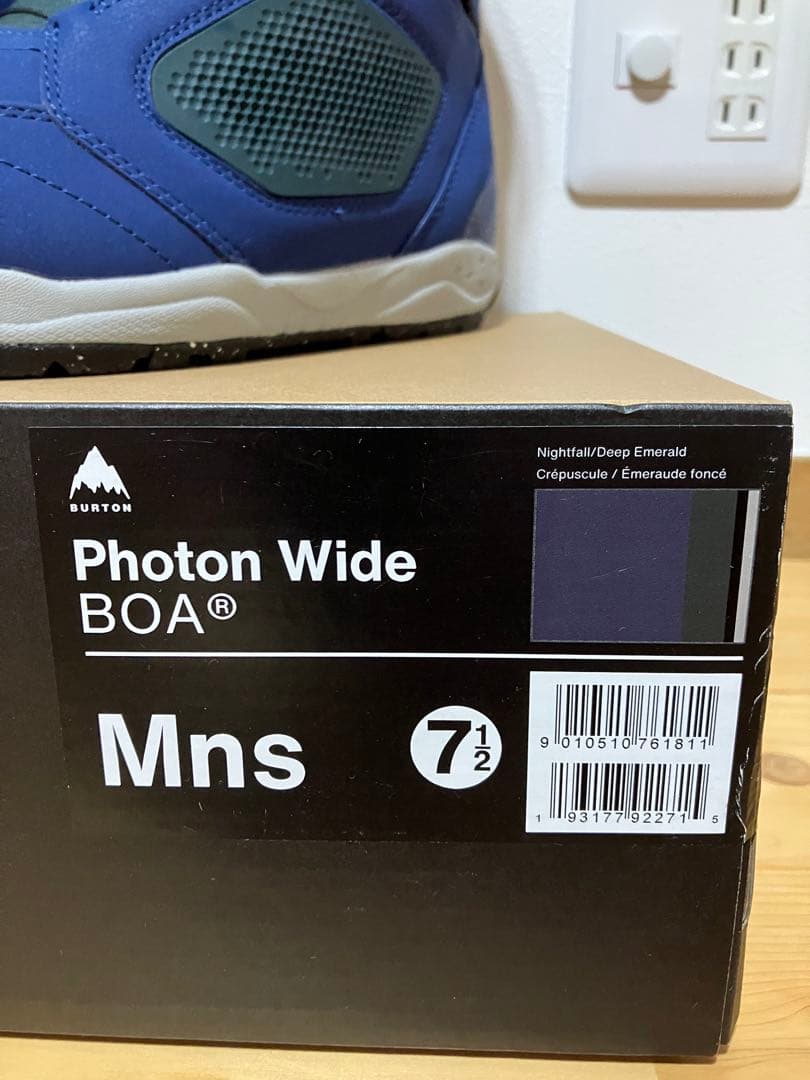 BURTON
Photon Wide
BOA®
Nightfall/Deep Emerald
Crépuscule / Émeraude foncé
Mns
7½
9 010510 761811
1 93177 92271 5